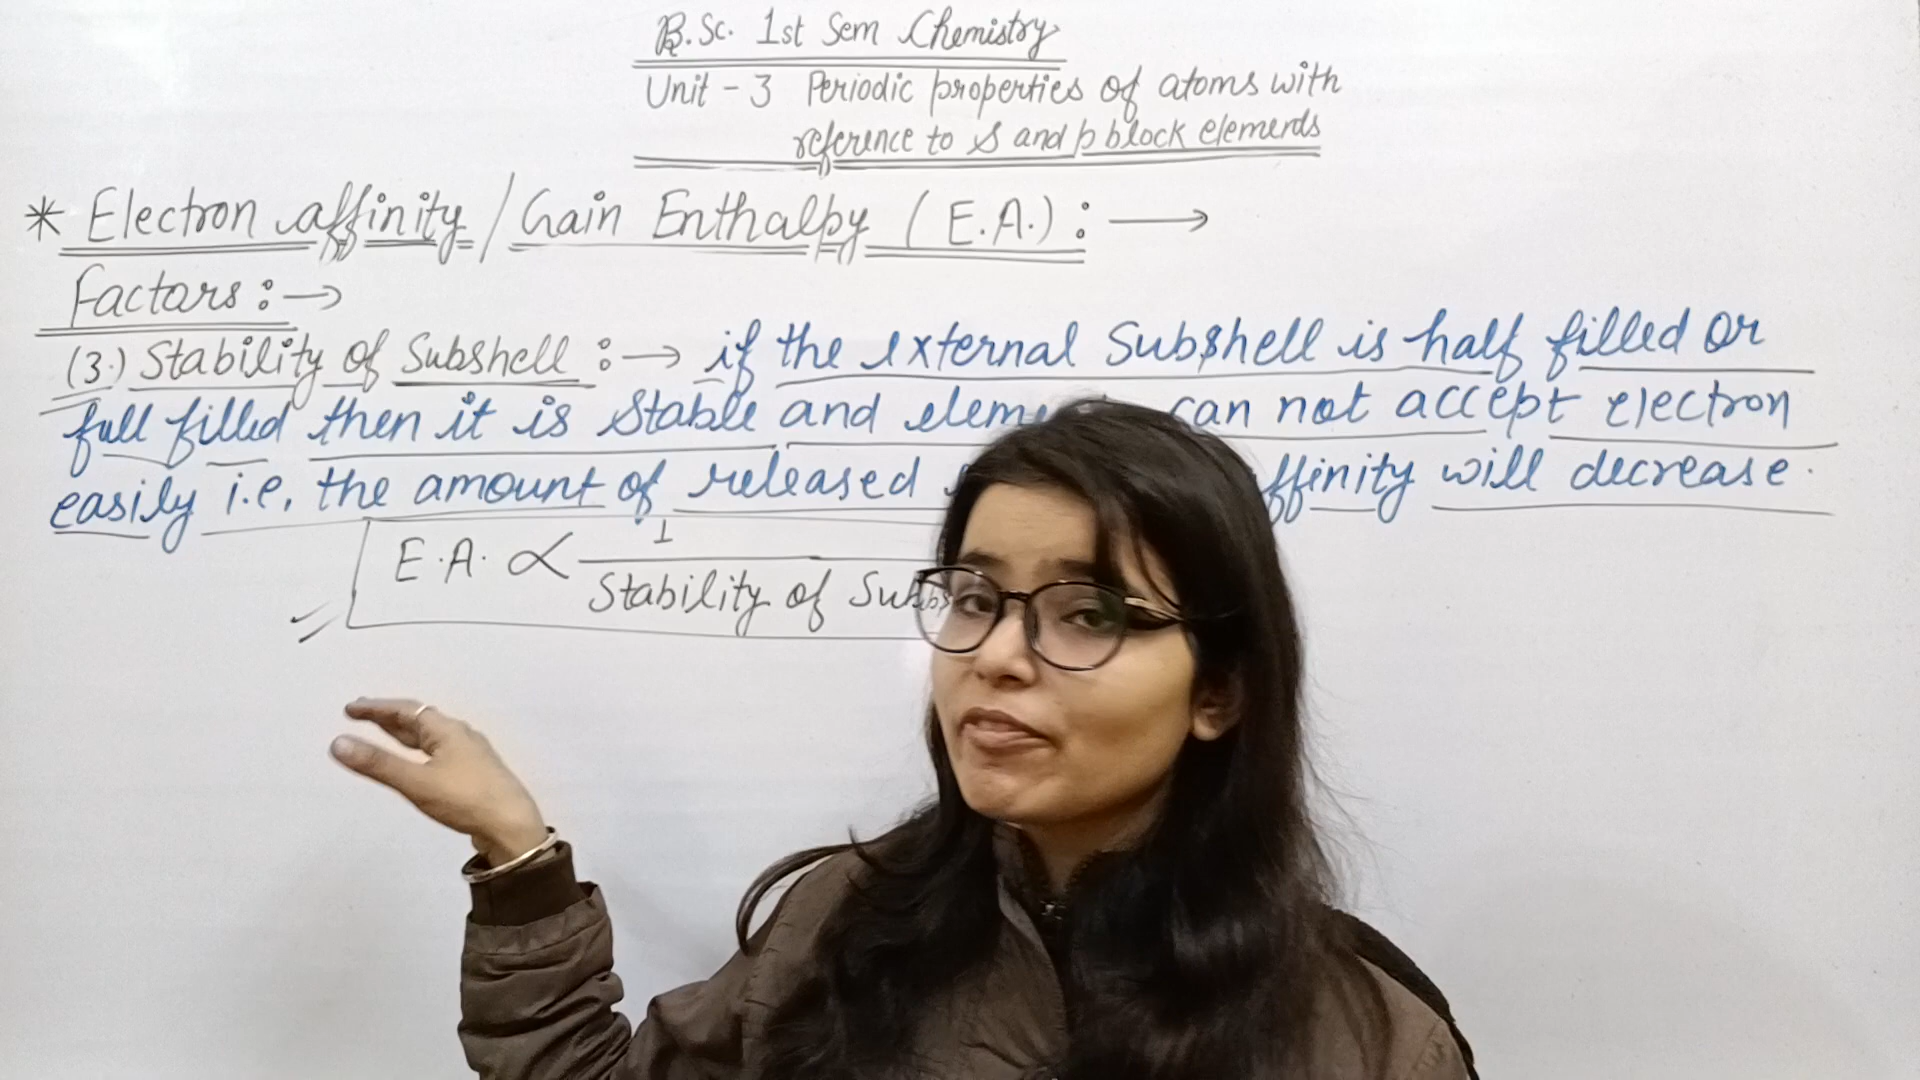 B.Sc. 1st Sem Chemistry
Unit - 3 Periodic properties of atoms with
reference to s and p block elements
* Electron affinity / Gain Enthalpy (E.A.) : →
Factors : →
(3.) Stability of Subshell : → if the external Subshell is half filled or
full filled then it is stable and can not accept electron
easily i.e, the amount of released will decrease.
E.A. ∝ 1
Stability of